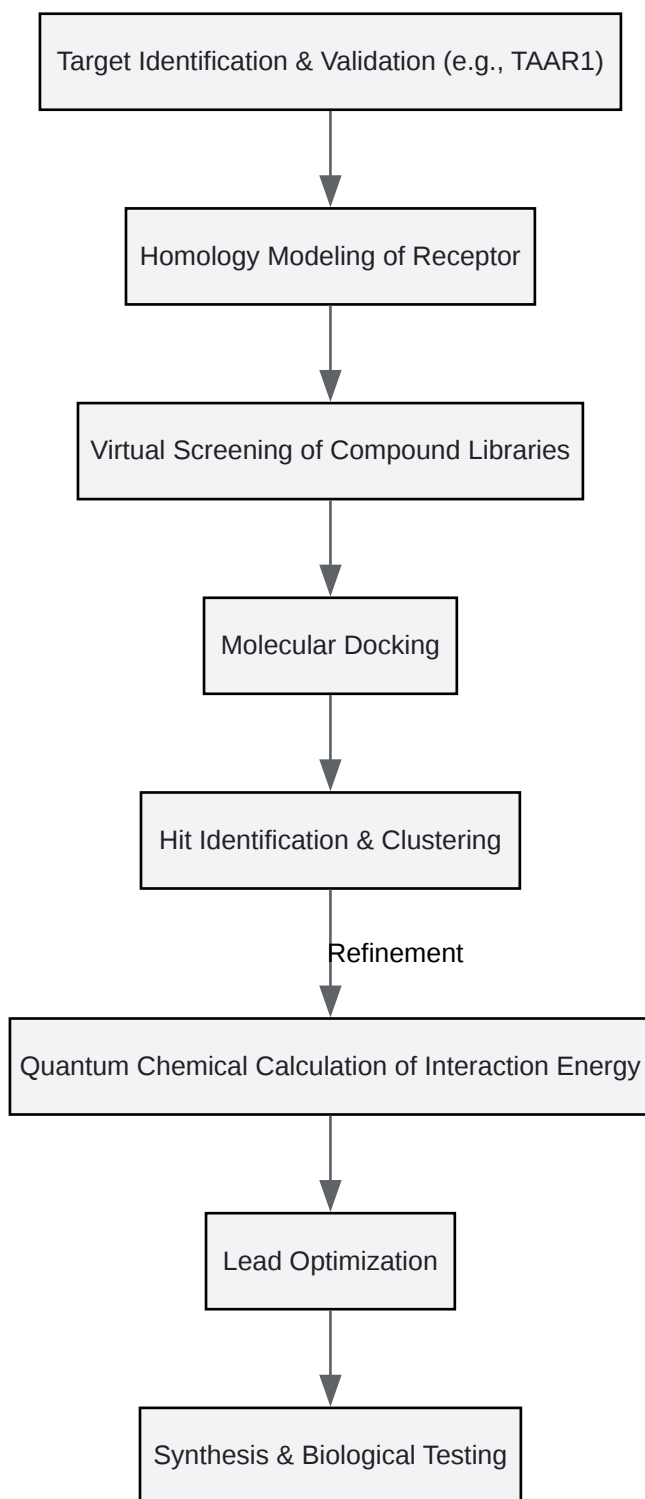 Target Identification & Validation (e.g., TAAR1)
Homology Modeling of Receptor
Virtual Screening of Compound Libraries
Molecular Docking
Hit Identification & Clustering
Refinement
Quantum Chemical Calculation of Interaction Energy
Lead Optimization
Synthesis & Biological Testing